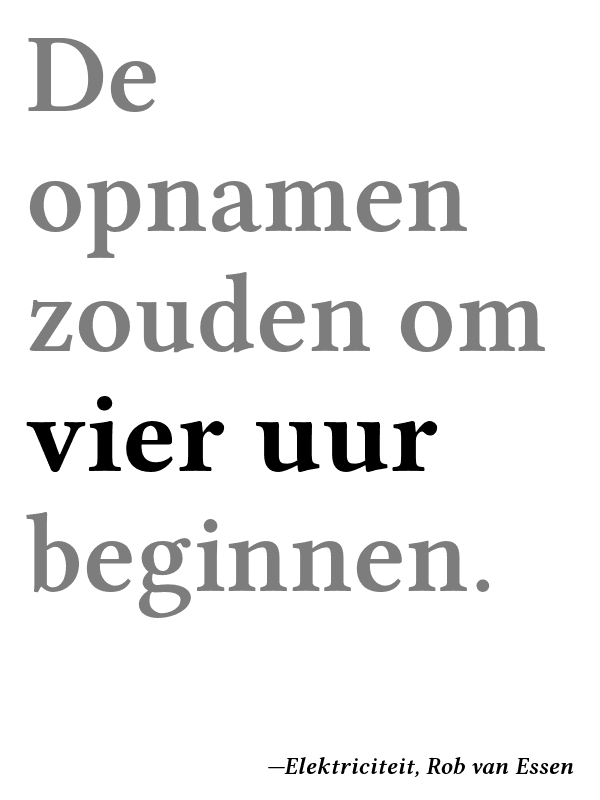 De
opnamen
zouden om
vier uur
beginnen.
—Elektriciteit, Rob van Essen